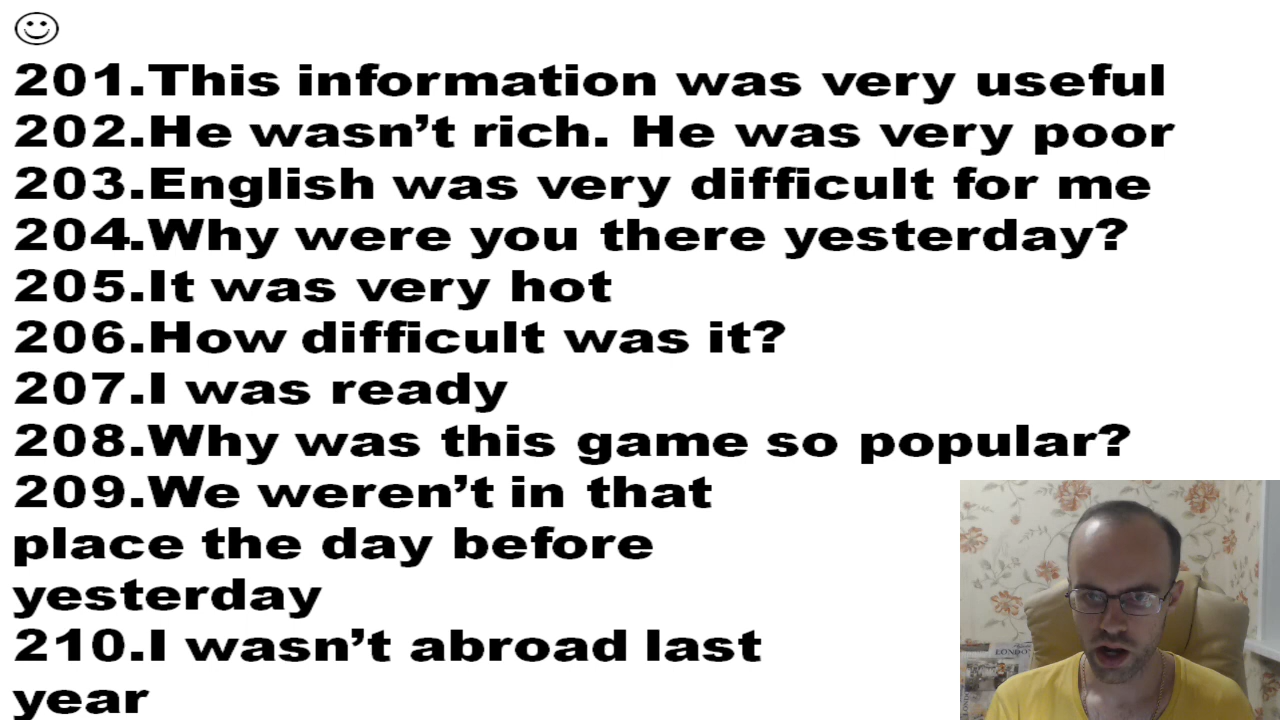 201.This information was very useful
202.He wasn’t rich. He was very poor
203.English was very difficult for me
204.Why were you there yesterday?
205.It was very hot
206.How difficult was it?
207.I was ready
208.Why was this game so popular?
209.We weren’t in that
place the day before
yesterday
210.I wasn’t abroad last
year